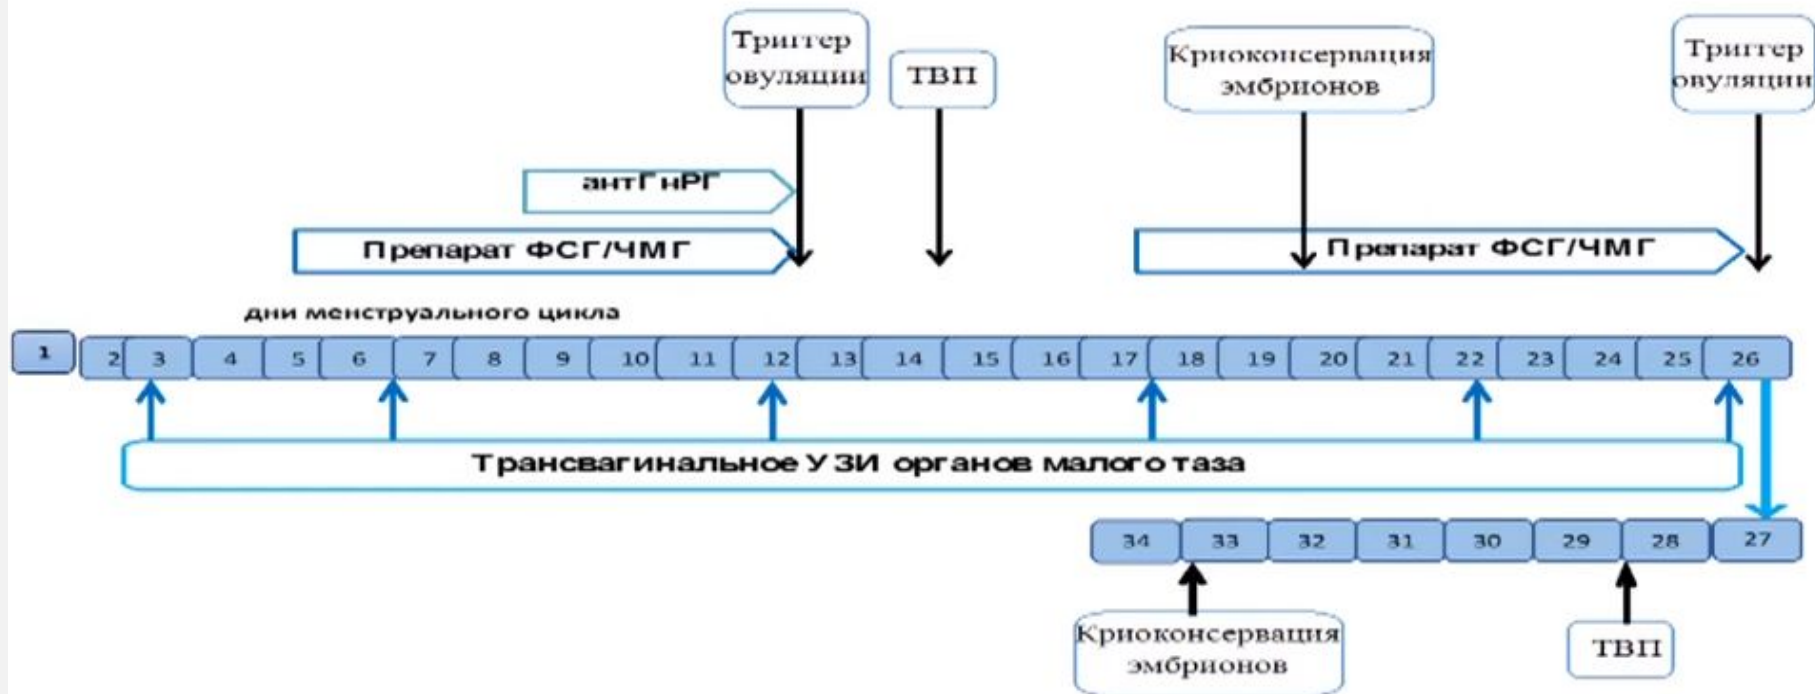 Триггер
овуляции
ТВП
Криоконсервация
эмбрионов
Триггер
овуляции
антГнРГ
Препарат ФСГ/ЧМГ
Препарат ФСГ/ЧМГ
дни менструального цикла
1 2 3 4 5 6 7 8 9 10 11 12 13 14 15 16 17 18 19 20 21 22 23 24 25 26
Трансвагинальное УЗИ органов малого таза
34 33 32 31 30 29 28 27
Криоконсервация
эмбрионов
ТВП